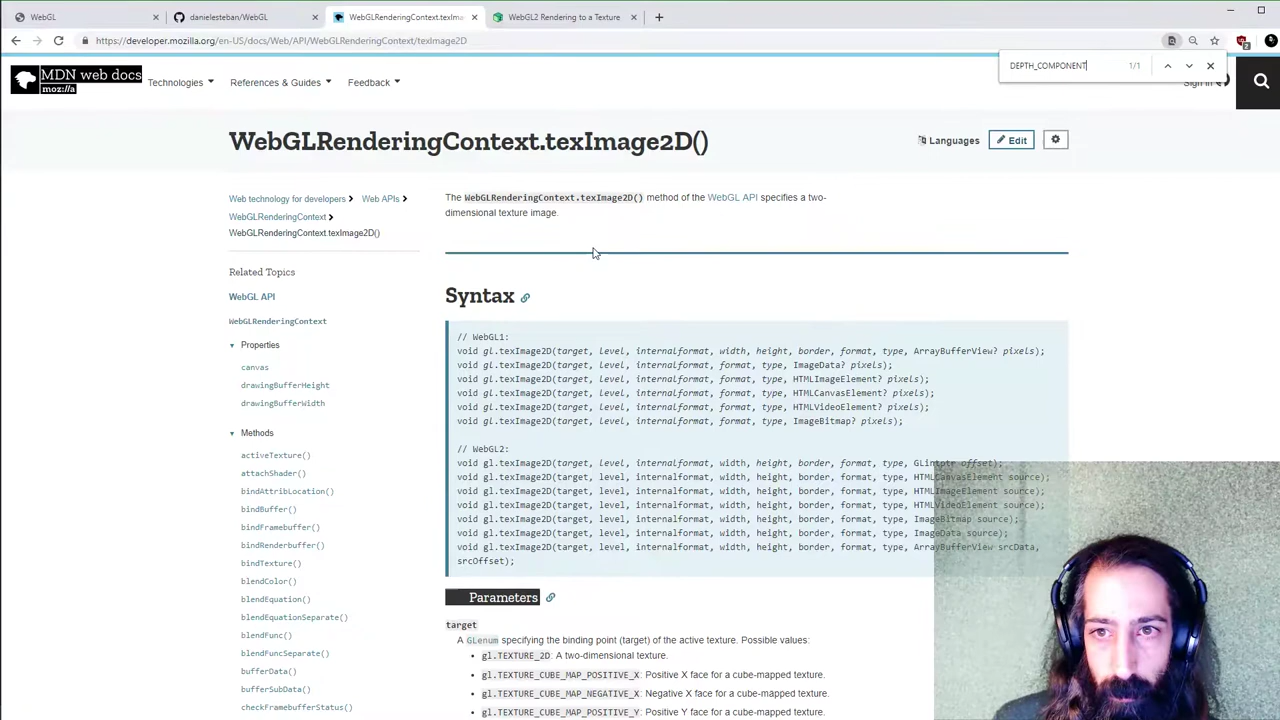 WebGL
danielesteban/WebGL
WebGLRenderingContext.texIma
WebGL2 Rendering to a Texture
https://developer.mozilla.org/en-US/docs/Web/API/WebGLRenderingContext/texImage2D
DEPTH_COMPONENT 1/1
MDN web docs
moz://a
Technologies
References & Guides
Feedback
Sign in
WebGLRenderingContext.texImage2D()
Languages
Edit
Web technology for developers
Web APIs
WebGLRenderingContext
WebGLRenderingContext.texImage2D()
Related Topics
WebGL API
WebGLRenderingContext
Properties
canvas
drawingBufferHeight
drawingBufferWidth
Methods
activeTexture()
attachShader()
bindAttribLocation()
bindBuffer()
bindFramebuffer()
bindRenderbuffer()
bindTexture()
blendColor()
blendEquation()
blendEquationSeparate()
blendFunc()
blendFuncSeparate()
bufferData()
bufferSubData()
checkFramebufferStatus()
The WebGLRenderingContext.texImage2D() method of the WebGL API specifies a two-
dimensional texture image.
Syntax
// WebGL1:
void gl.texImage2D(target, level, internalformat, width, height, border, format, type, ArrayBufferView? pixels);
void gl.texImage2D(target, level, internalformat, format, type, ImageData? pixels);
void gl.texImage2D(target, level, internalformat, format, type, HTMLImageElement? pixels);
void gl.texImage2D(target, level, internalformat, format, type, HTMLCanvasElement? pixels);
void gl.texImage2D(target, level, internalformat, format, type, HTMLVideoElement? pixels);
void gl.texImage2D(target, level, internalformat, format, type, ImageBitmap? pixels);
// WebGL2:
void gl.texImage2D(target, level, internalformat, width, height, border, format, type, GLintptr offset);
void gl.texImage2D(target, level, internalformat, width, height, border, format, type, HTMLCanvasElement source);
void gl.texImage2D(target, level, internalformat, width, height, border, format, type, HTMLImageElement source);
void gl.texImage2D(target, level, internalformat, width, height, border, format, type, HTMLVideoElement source);
void gl.texImage2D(target, level, internalformat, width, height, border, format, type, ImageBitmap source);
void gl.texImage2D(target, level, internalformat, width, height, border, format, type, ImageData source);
void gl.texImage2D(target, level, internalformat, width, height, border, format, type, ArrayBufferView srcData,
srcOffset);
Parameters
target
A GLenum specifying the binding point (target) of the active texture. Possible values:
• gl.TEXTURE_2D: A two-dimensional texture.
• gl.TEXTURE_CUBE_MAP_POSITIVE_X: Positive X face for a cube-mapped texture.
• gl.TEXTURE_CUBE_MAP_NEGATIVE_X: Negative X face for a cube-mapped texture.
• gl.TEXTURE_CUBE_MAP_POSITIVE_Y: Positive Y face for a cube-mapped texture.